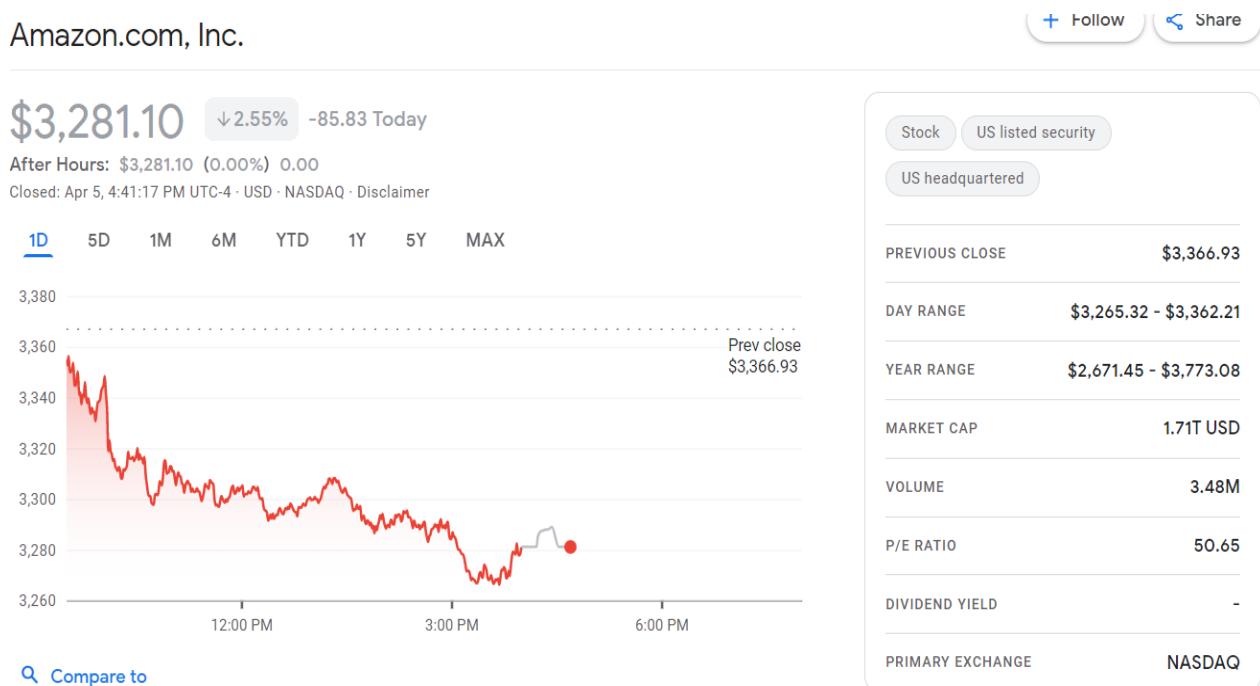 Amazon.com, Inc.
+ Follow
Share
$3,281.10 ↓2.55% -85.83 Today
After Hours: $3,281.10 (0.00%) 0.00
Closed: Apr 5, 4:41:17 PM UTC-4 · USD · NASDAQ · Disclaimer
1D 5D 1M 6M YTD 1Y 5Y MAX
3,380
3,360
3,340
3,320
3,300
3,280
3,260
Prev close
$3,366.93
12:00 PM 3:00 PM 6:00 PM
Compare to
Stock US listed security
US headquartered
PREVIOUS CLOSE $3,366.93
DAY RANGE $3,265.32 - $3,362.21
YEAR RANGE $2,671.45 - $3,773.08
MARKET CAP 1.71T USD
VOLUME 3.48M
P/E RATIO 50.65
DIVIDEND YIELD -
PRIMARY EXCHANGE NASDAQ